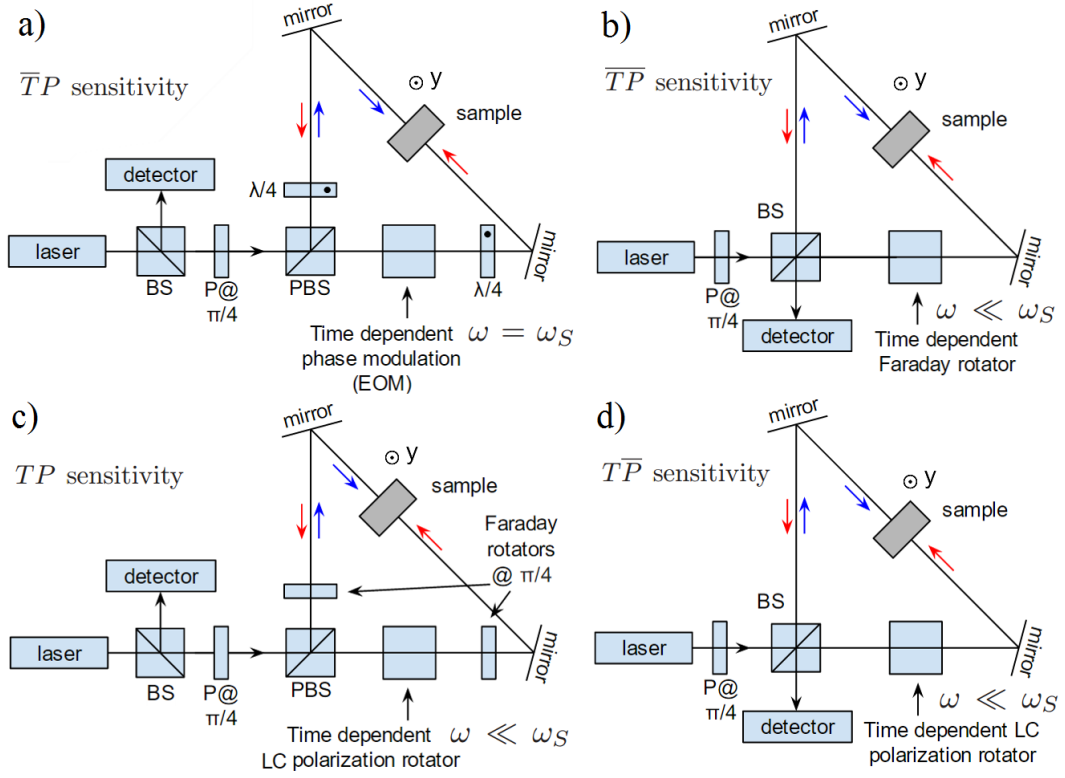 a)
mirror
T̅P sensitivity
y
sample
detector
λ/4
laser
BS
P@
π/4
PBS
λ/4
mirror
Time dependent
phase modulation
(EOM)
ω = ω_S
b)
mirror
T̅P̅ sensitivity
y
sample
BS
laser
P@
π/4
mirror
detector
ω ≪ ω_S
Time dependent
Faraday rotator
c)
mirror
TP sensitivity
y
sample
Faraday
rotators
@ π/4
detector
laser
BS
P@
π/4
PBS
mirror
Time dependent
LC polarization rotator
ω ≪ ω_S
d)
mirror
TP̅ sensitivity
y
sample
BS
laser
P@
π/4
mirror
detector
ω ≪ ω_S
Time dependent LC
polarization rotator